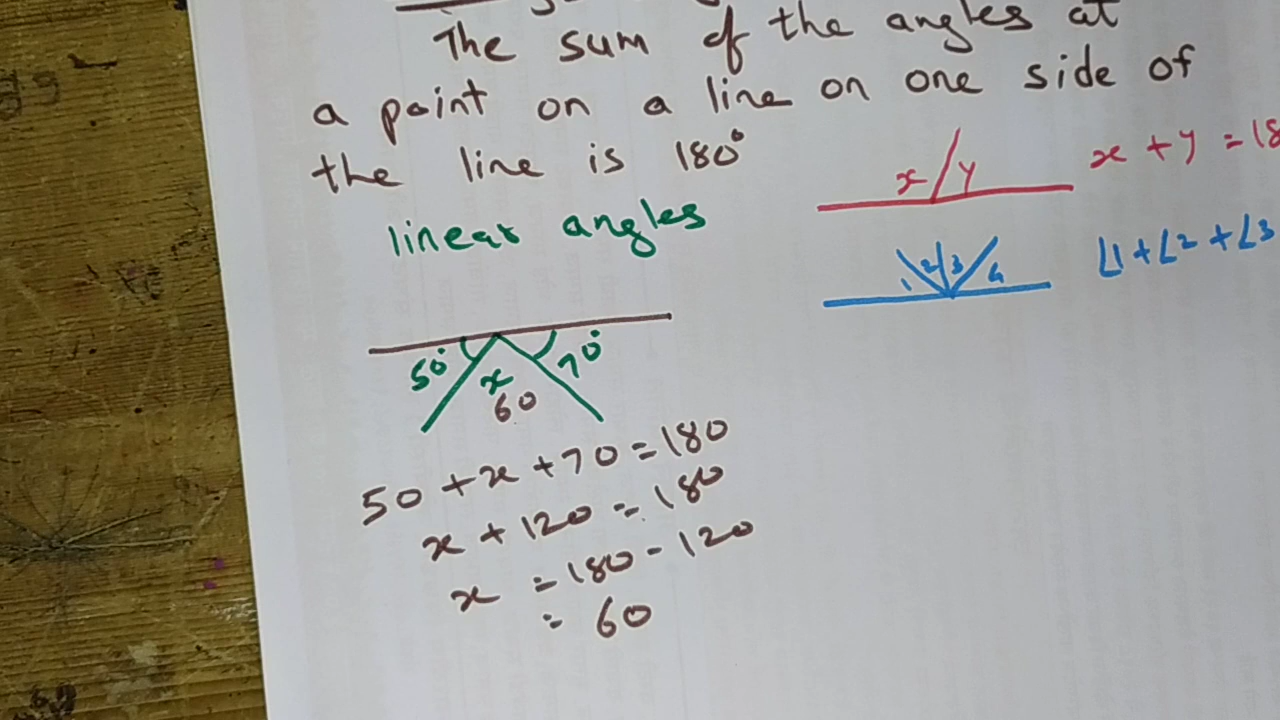 The sum of the angles at
a point on a line on one side of
the line is 180°
linear angles
x y
x + y = 18
1 2 3 4
∠1+∠2+∠3
50° x 70°
60
50 + x + 70 = 180
x + 120 = 180
x = 180 - 120
= 60